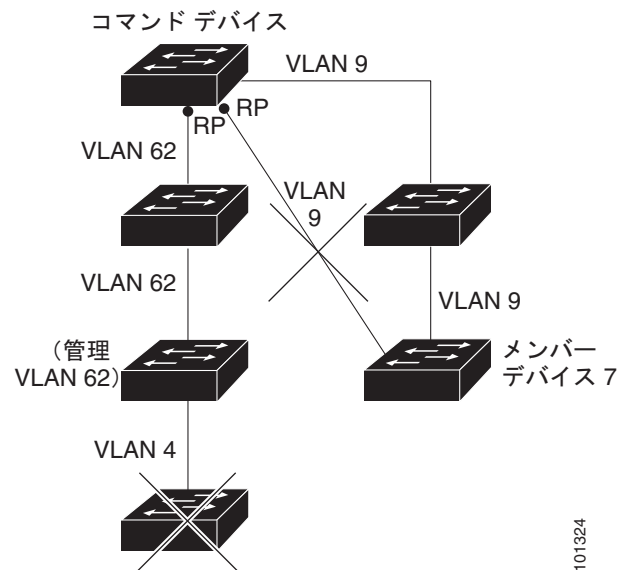 コマンド デバイス
VLAN 9
RP
RP
VLAN 62
VLAN
9
VLAN 62
VLAN 9
（管理
VLAN 62）
メンバー
デバイス 7
VLAN 4
101324